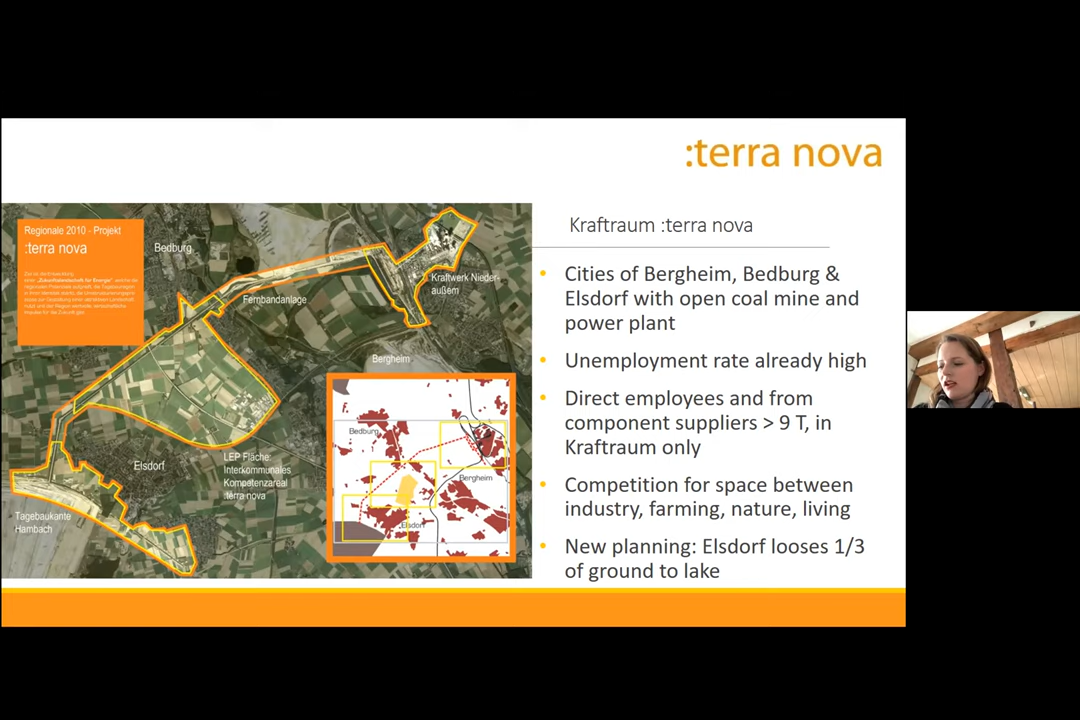 :terra nova
Regionale 2010 - Projekt
:terra nova
Bedburg
Kraftwerk Nieder-
außem
Fernbandanlage
Bergheim
Elsdorf
LEP Fläche:
Interkommunales
Kompetenzareal
:terra nova
Tagebaukante
Hambach
Bedburg
Bergheim
Elsdorf
Kraftraum :terra nova
• Cities of Bergheim, Bedburg &
Elsdorf with open coal mine and
power plant
• Unemployment rate already high
• Direct employees and from
component suppliers > 9 T, in
Kraftraum only
• Competition for space between
industry, farming, nature, living
• New planning: Elsdorf looses 1/3
of ground to lake